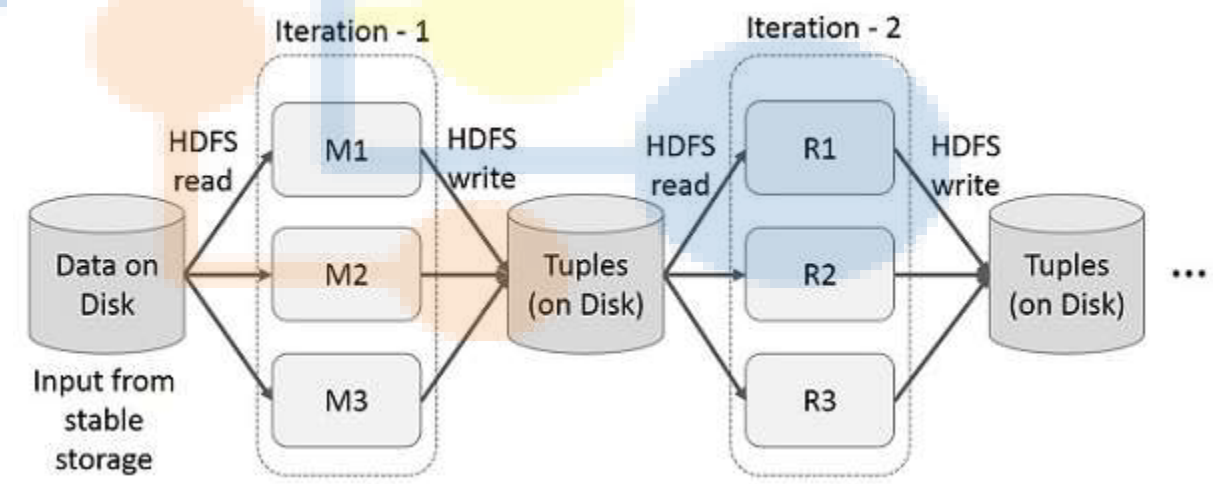 Iteration - 1
Iteration - 2
HDFS
read
M1
HDFS
write
HDFS
read
R1
HDFS
write
Data on
Disk
M2
Tuples
(on Disk)
R2
Tuples
(on Disk)
...
Input from
stable
storage
M3
R3